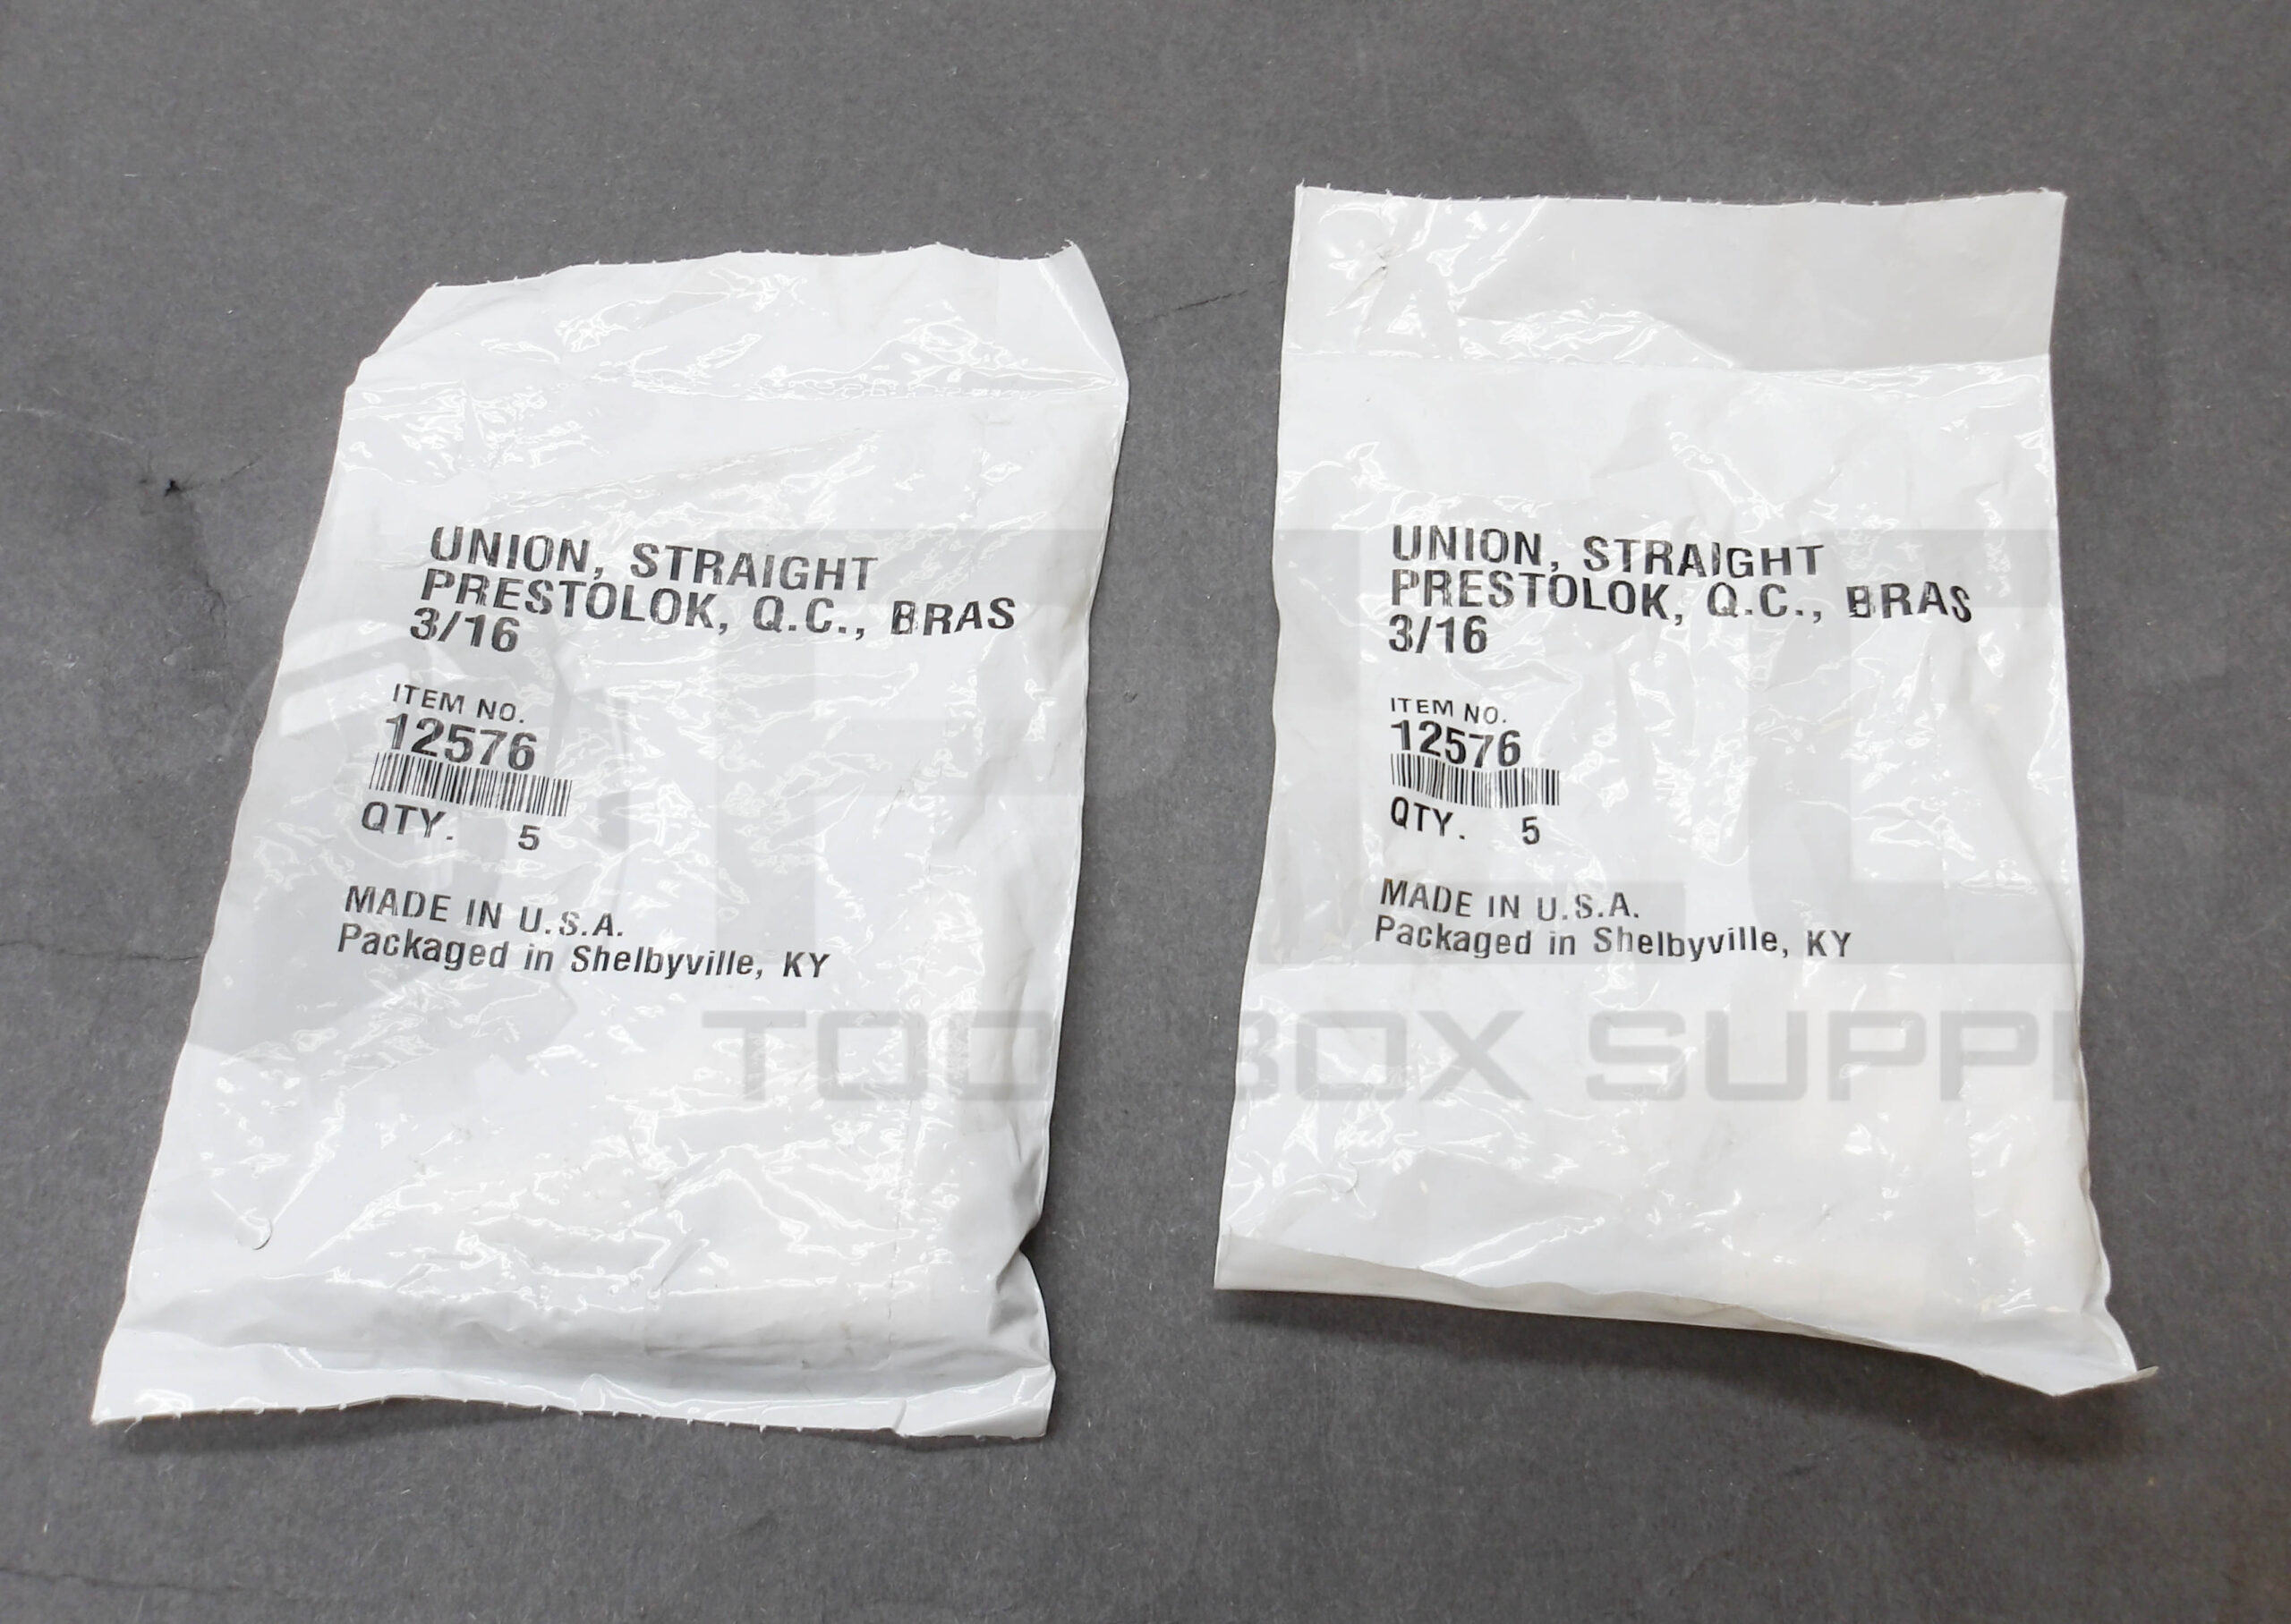 UNION, STRAIGHT
PRESTOLOK, Q.C., BRAS
3/16
ITEM NO.
12576
QTY. 5
MADE IN U.S.A.
Packaged in Shelbyville, KY
UNION, STRAIGHT
PRESTOLOK, Q.C., BRAS
3/16
ITEM NO.
12576
QTY. 5
MADE IN U.S.A.
Packaged in Shelbyville, KY
BOX